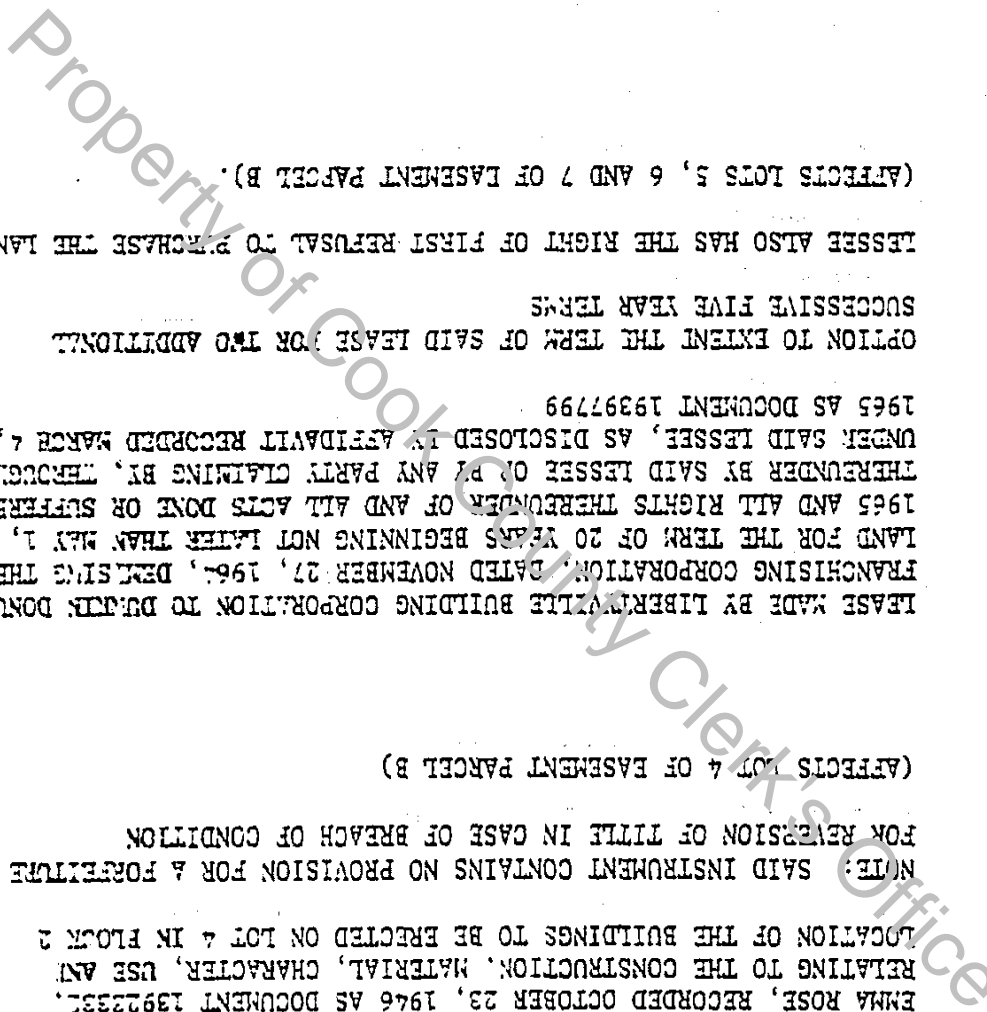 EMMA ROSE, RECORDED OCTOBER 23, 1946 AS DOCUMENT
RELATING TO THE CONSTRUCTION, MATERIAL, CHARACTER, USE AND
LOCATION OF THE BUILDINGS TO BE ERECTED ON LOT 4 IN BLOCK 2
NOTE: SAID INSTRUMENT CONTAINS NO PROVISION FOR A FORFEITURE
FOR REVERSION OF TITLE IN CASE OF BREACH OF CONDITION
(AFFECTS LOT 4 OF EASEMENT PARCEL B)
LEASE MADE BY LIBERTYVILLE BUILDING CORPORATION TO DUNKIN DONU
FRANCHISING CORPORATION, DATED NOVEMBER 27, 1964, DEMISING THE
LAND FOR THE TERM OF 20 YEARS BEGINNING NOT LATER THAN MAY 1,
1965 AND ALL RIGHTS THEREUNDER OF AND ALL ACTS DONE OR SUFFERE
THEREUNDER BY SAID LESSEE OR BY ANY PARTY CLAIMING BY, THROUGH
UNDER SAID LESSEE, AS DISCLOSED BY AFFIDAVIT RECORDED MARCH 4,
1965 AS DOCUMENT 19397799
OPTION TO EXTENT THE TERM OF SAID LEASE FOR TWO ADDITIONAL
SUCCESSIVE FIVE YEAR TERMS
LESSEE ALSO HAS THE RIGHT OF FIRST REFUSAL TO PURCHASE THE LAN
(AFFECTS LOTS 5, 6 AND 7 OF EASEMENT PARCEL B).
Property of Cook County Clerk's Office